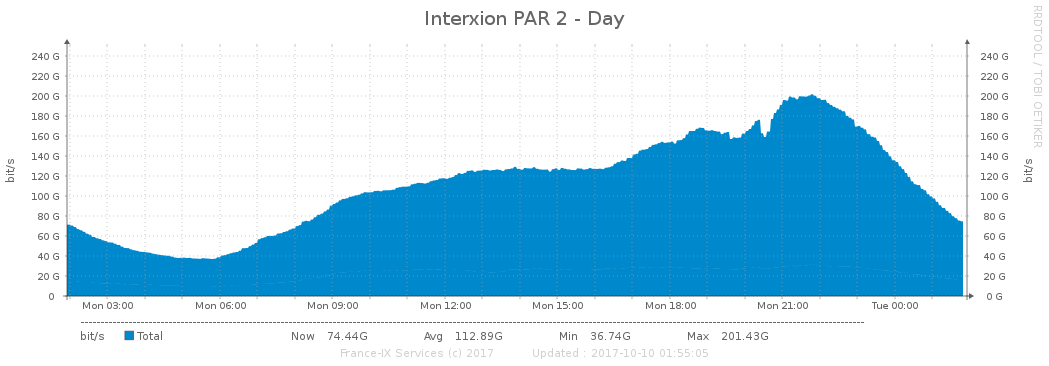 Interxion PAR 2 - Day
RRDTOOL / TOBI OETIKER
bit/s
240 G 240 G
220 G 220 G
200 G 200 G
180 G 180 G
160 G 160 G
140 G 140 G
120 G 120 G
100 G 100 G
80 G 80 G
60 G 60 G
40 G 40 G
20 G 20 G
0 0 G
bit/s
Mon 03:00 Mon 06:00 Mon 09:00 Mon 12:00 Mon 15:00 Mon 18:00 Mon 21:00 Tue 00:00
bit/s Total Now 74.44G Avg 112.89G Min 36.74G Max 201.43G
France-IX Services (c) 2017 Updated : 2017-10-10 01:55:05